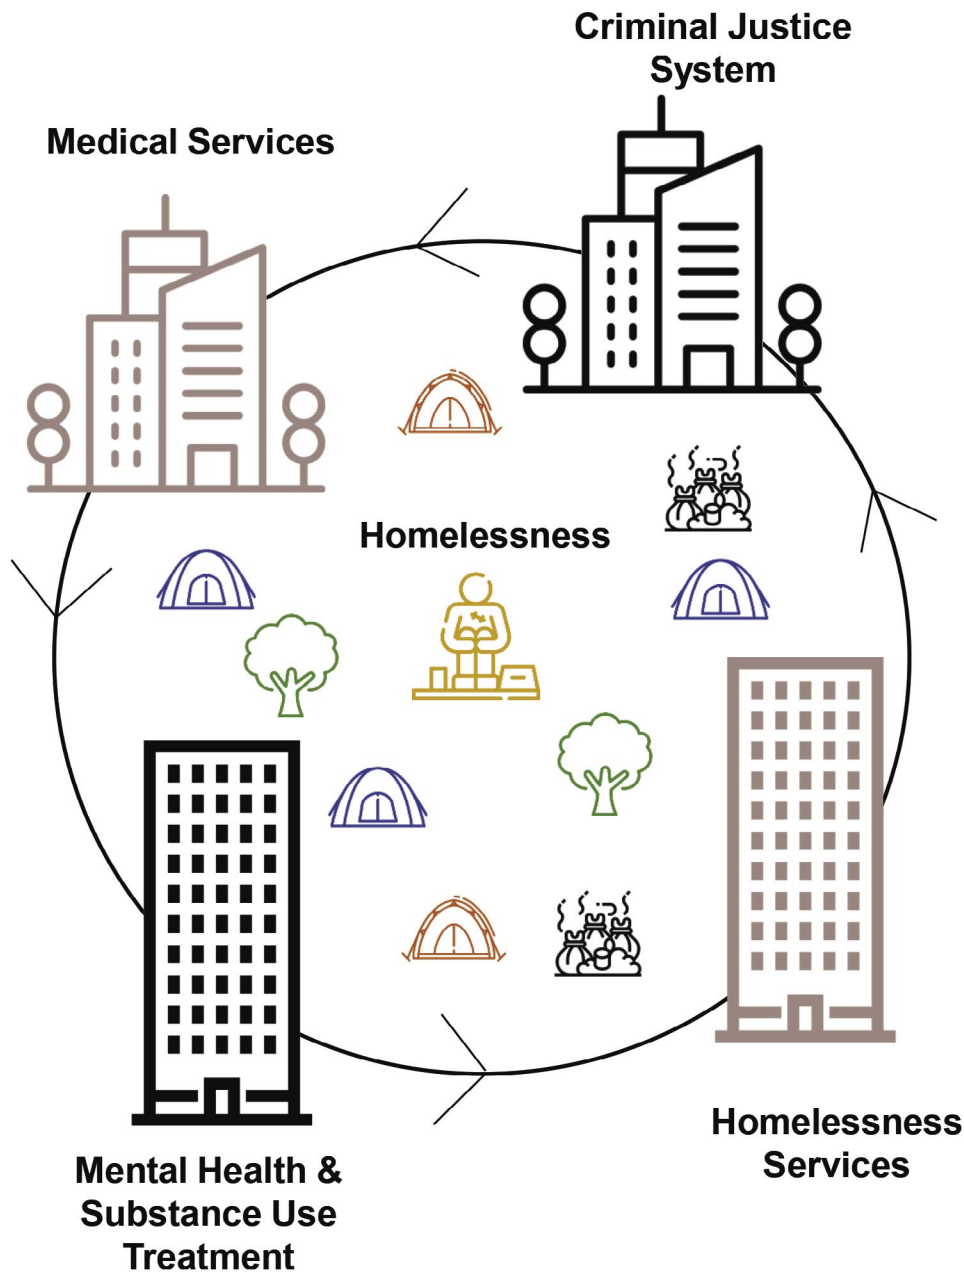 Criminal Justice
System
Medical Services
Homelessness
Homelessness
Services
Mental Health &
Substance Use
Treatment